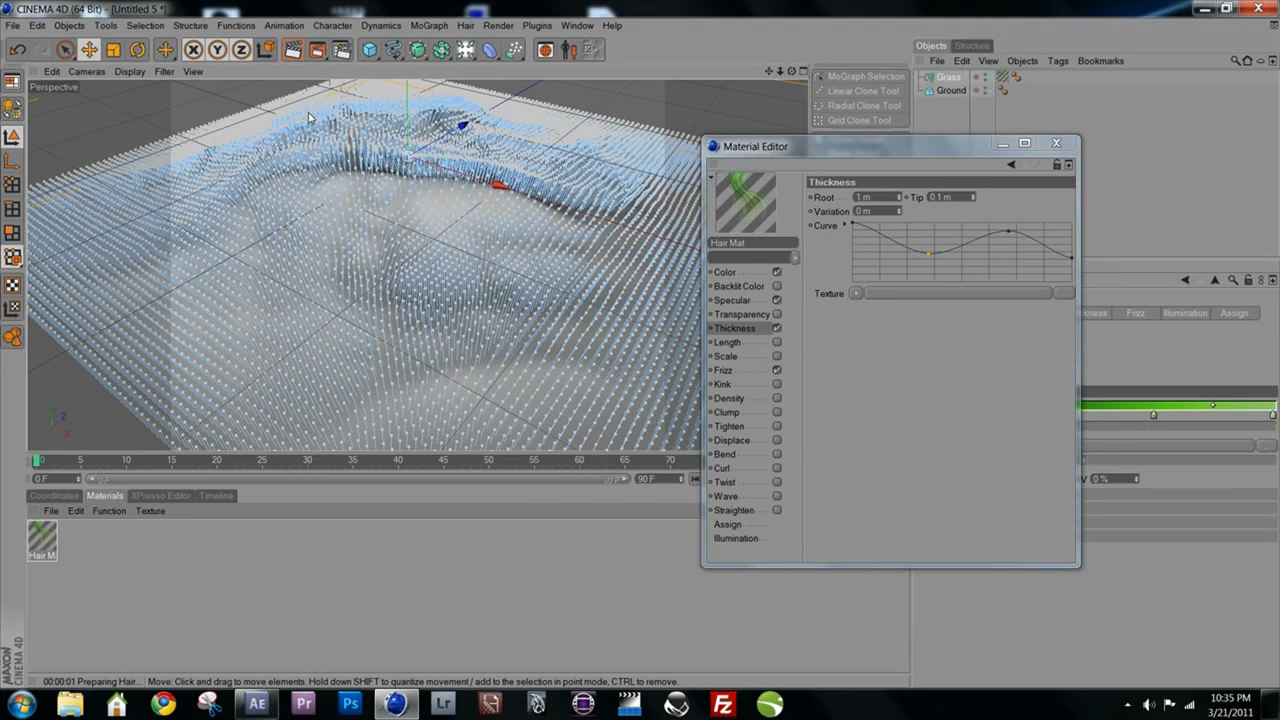 CINEMA 4D (64 Bit) - [Untitled 5 *]
File Edit Objects Tools Selection Structure Functions Animation Character Dynamics MoGraph Hair Render Plugins Window Help
X Y Z
Objects Structure
Edit Cameras Display Filter View
File Edit View Objects Tags Bookmarks
Perspective
MoGraph Selection
Linear Clone Tool
Radial Clone Tool
Grid Clone Tool
Grass
Ground
Material Editor
Thickness
Root 1 m Tip 0.1 m
Variation 0 m
Curve
Texture
Hair Mat
Color
Backlit Color
Specular
Transparency
Thickness
Length
Scale
Frizz
Kink
Density
Clump
Tighten
Displace
Bend
Curl
Twist
Wave
Straighten
Assign
Illumination
Frizz Illumination Assign
V 0 %
Z
X
0 5 10 15 20 25 30 35 40 45 50 55 60 65 70
0 F 90 F
Coordinates Materials XPresso Editor Timeline
File Edit Function Texture
Hair M
MAXON
CINEMA 4D
00:00:01 Preparing Hair... Move: Click and drag to move elements. Hold down SHIFT to quantize movement / add to the selection in point mode, CTRL to remove.
Ae Pr Ps Lr Fz
10:35 PM
3/21/2011